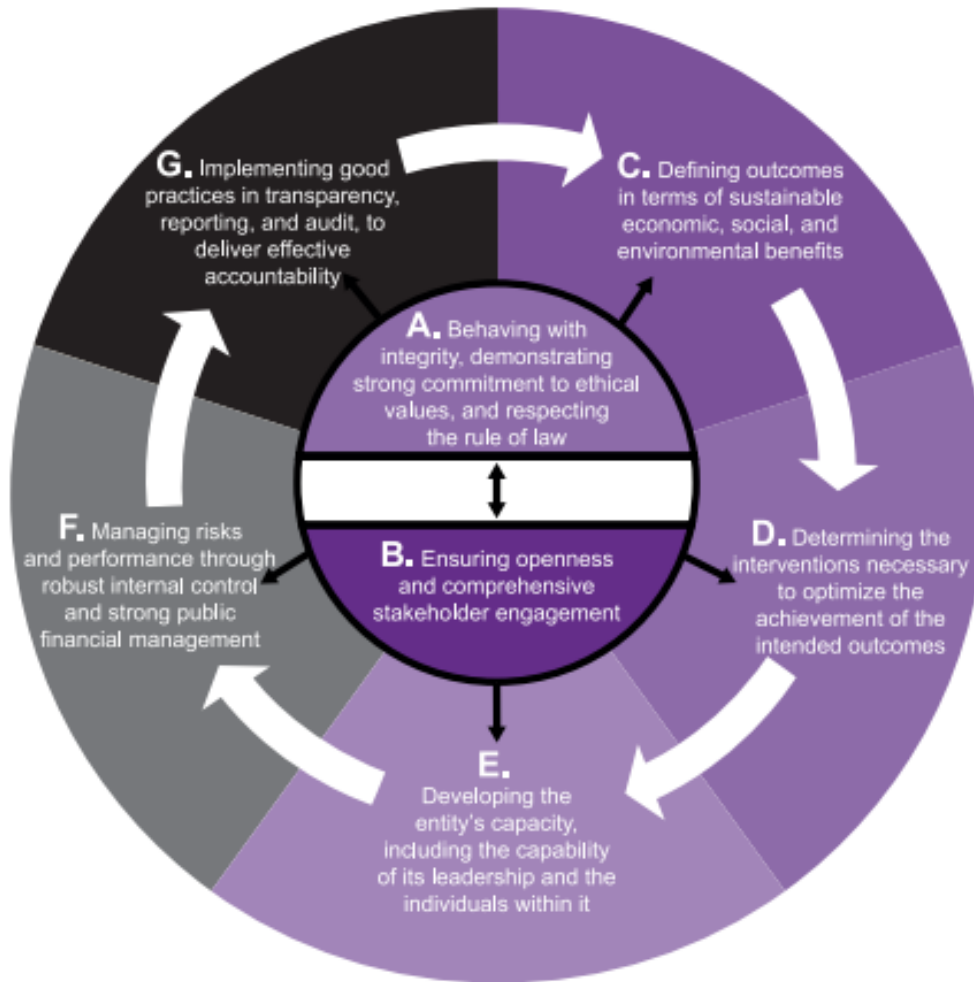 G. Implementing good
practices in transparency,
reporting, and audit, to
deliver effective
accountability
C. Defining outcomes
in terms of sustainable
economic, social, and
environmental benefits
A. Behaving with
integrity, demonstrating
strong commitment to ethical
values, and respecting
the rule of law
B. Ensuring openness
and comprehensive
stakeholder engagement
F. Managing risks
and performance through
robust internal control
and strong public
financial management
D. Determining the
interventions necessary
to optimize the
achievement of the
intended outcomes
E.
Developing the
entity's capacity,
including the capability
of its leadership and the
individuals within it